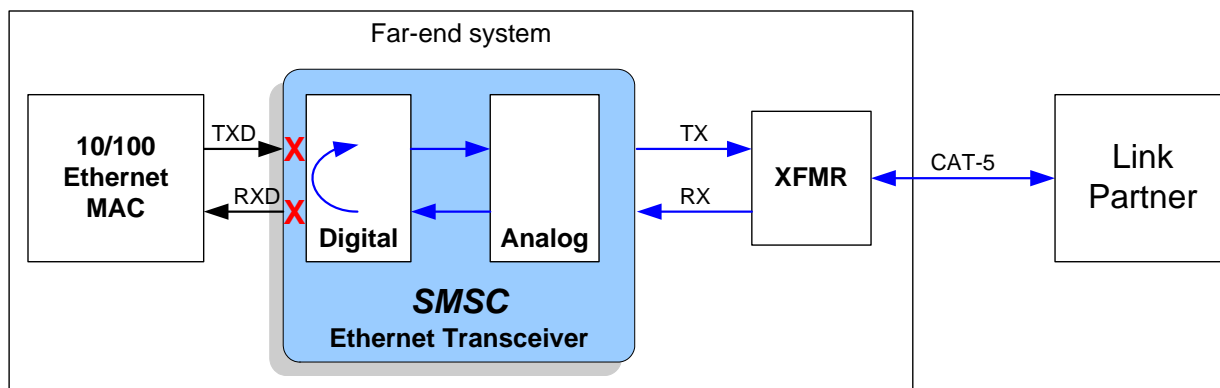 Far-end system
10/100
Ethernet
MAC
TXD
RXD
X
X
Digital
Analog
SMSC
Ethernet Transceiver
TX
RX
XFMR
CAT-5
Link
Partner